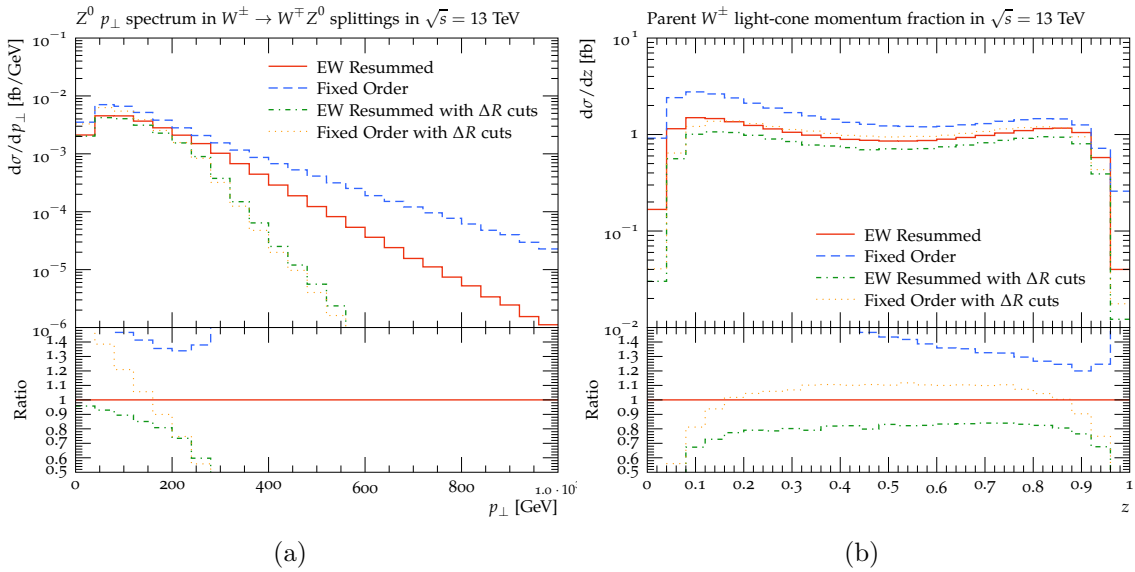 Z⁰ p⊥ spectrum in W± → W∓Z⁰ splittings in √s = 13 TeV
dσ/dp⊥ [fb/GeV]
10⁻¹
10⁻²
10⁻³
10⁻⁴
10⁻⁵
10⁻⁶
EW Resummed
Fixed Order
EW Resummed with ΔR cuts
Fixed Order with ΔR cuts
Ratio
1.4
1.3
1.2
1.1
1
0.9
0.8
0.7
0.6
0.5
0 200 400 600 800
p⊥ [GeV]
(a)
Parent W± light-cone momentum fraction in √s = 13 TeV
dσ/dz [fb]
10¹
1
10⁻¹
10⁻²
EW Resummed
Fixed Order
EW Resummed with ΔR cuts
Fixed Order with ΔR cuts
Ratio
1.4
1.3
1.2
1.1
1
0.9
0.8
0.7
0.6
0.5
0 0.1 0.2 0.3 0.4 0.5 0.6 0.7 0.8 0.9 1
z
(b)